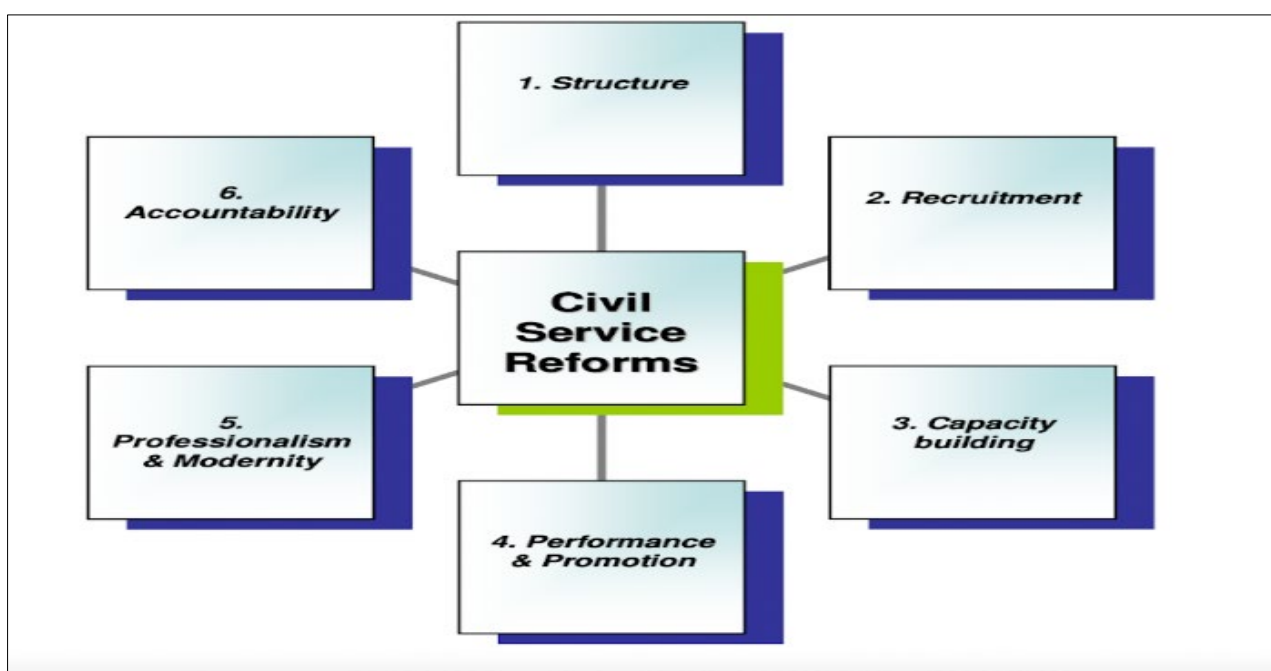 1. Structure
6.
Accountability
2. Recruitment
Civil
Service
Reforms
5.
Professionalism
& Modernity
3. Capacity
building
4. Performance
& Promotion